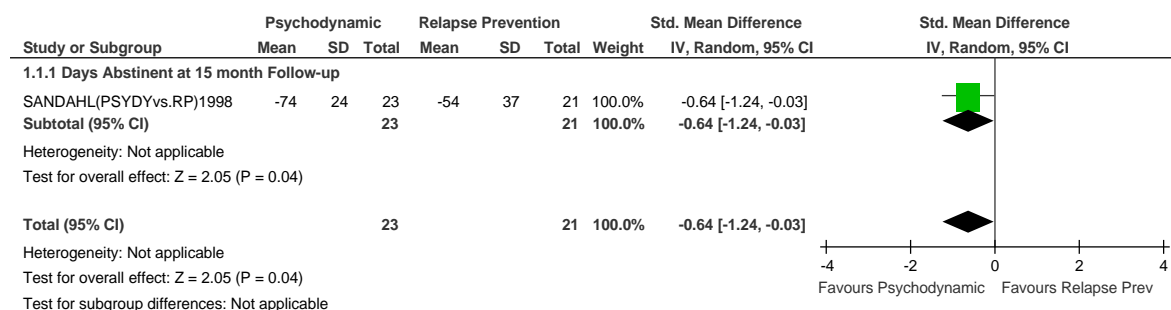 Psychodynamic Relapse Prevention Std. Mean Difference Std. Mean Difference
Study or Subgroup Mean SD Total Mean SD Total Weight IV, Random, 95% CI IV, Random, 95% CI
1.1.1 Days Abstinent at 15 month Follow-up
SANDAHL(PSYDYvs.RP)1998 -74 24 23 -54 37 21 100.0% -0.64 [-1.24, -0.03]
Subtotal (95% CI) 23 21 100.0% -0.64 [-1.24, -0.03]
Heterogeneity: Not applicable
Test for overall effect: Z = 2.05 (P = 0.04)
Total (95% CI) 23 21 100.0% -0.64 [-1.24, -0.03]
Heterogeneity: Not applicable
Test for overall effect: Z = 2.05 (P = 0.04)
Test for subgroup differences: Not applicable
-4 -2 0 2 4
Favours Psychodynamic Favours Relapse Prev